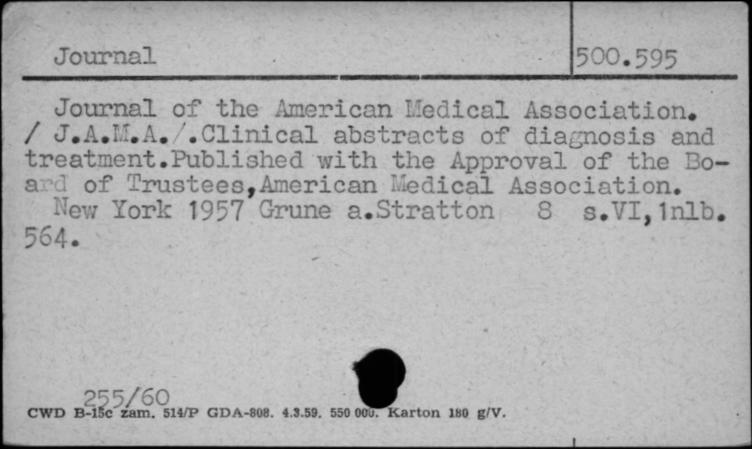 Journal 500.595
Journal of the American Medical Association.
/ J.A.M.A./.Clinical abstracts of diagnosis and
treatment.Published with the Approval of the Bo-
ard of Trustees,American Medical Association.
New York 1957 Grune a.Stratton 8 s.VI,1nlb.
564.
255/60
CWD B-15c zam. 514/P GDA-808. 4.3.59. 550 000. Karton 180 g/V.